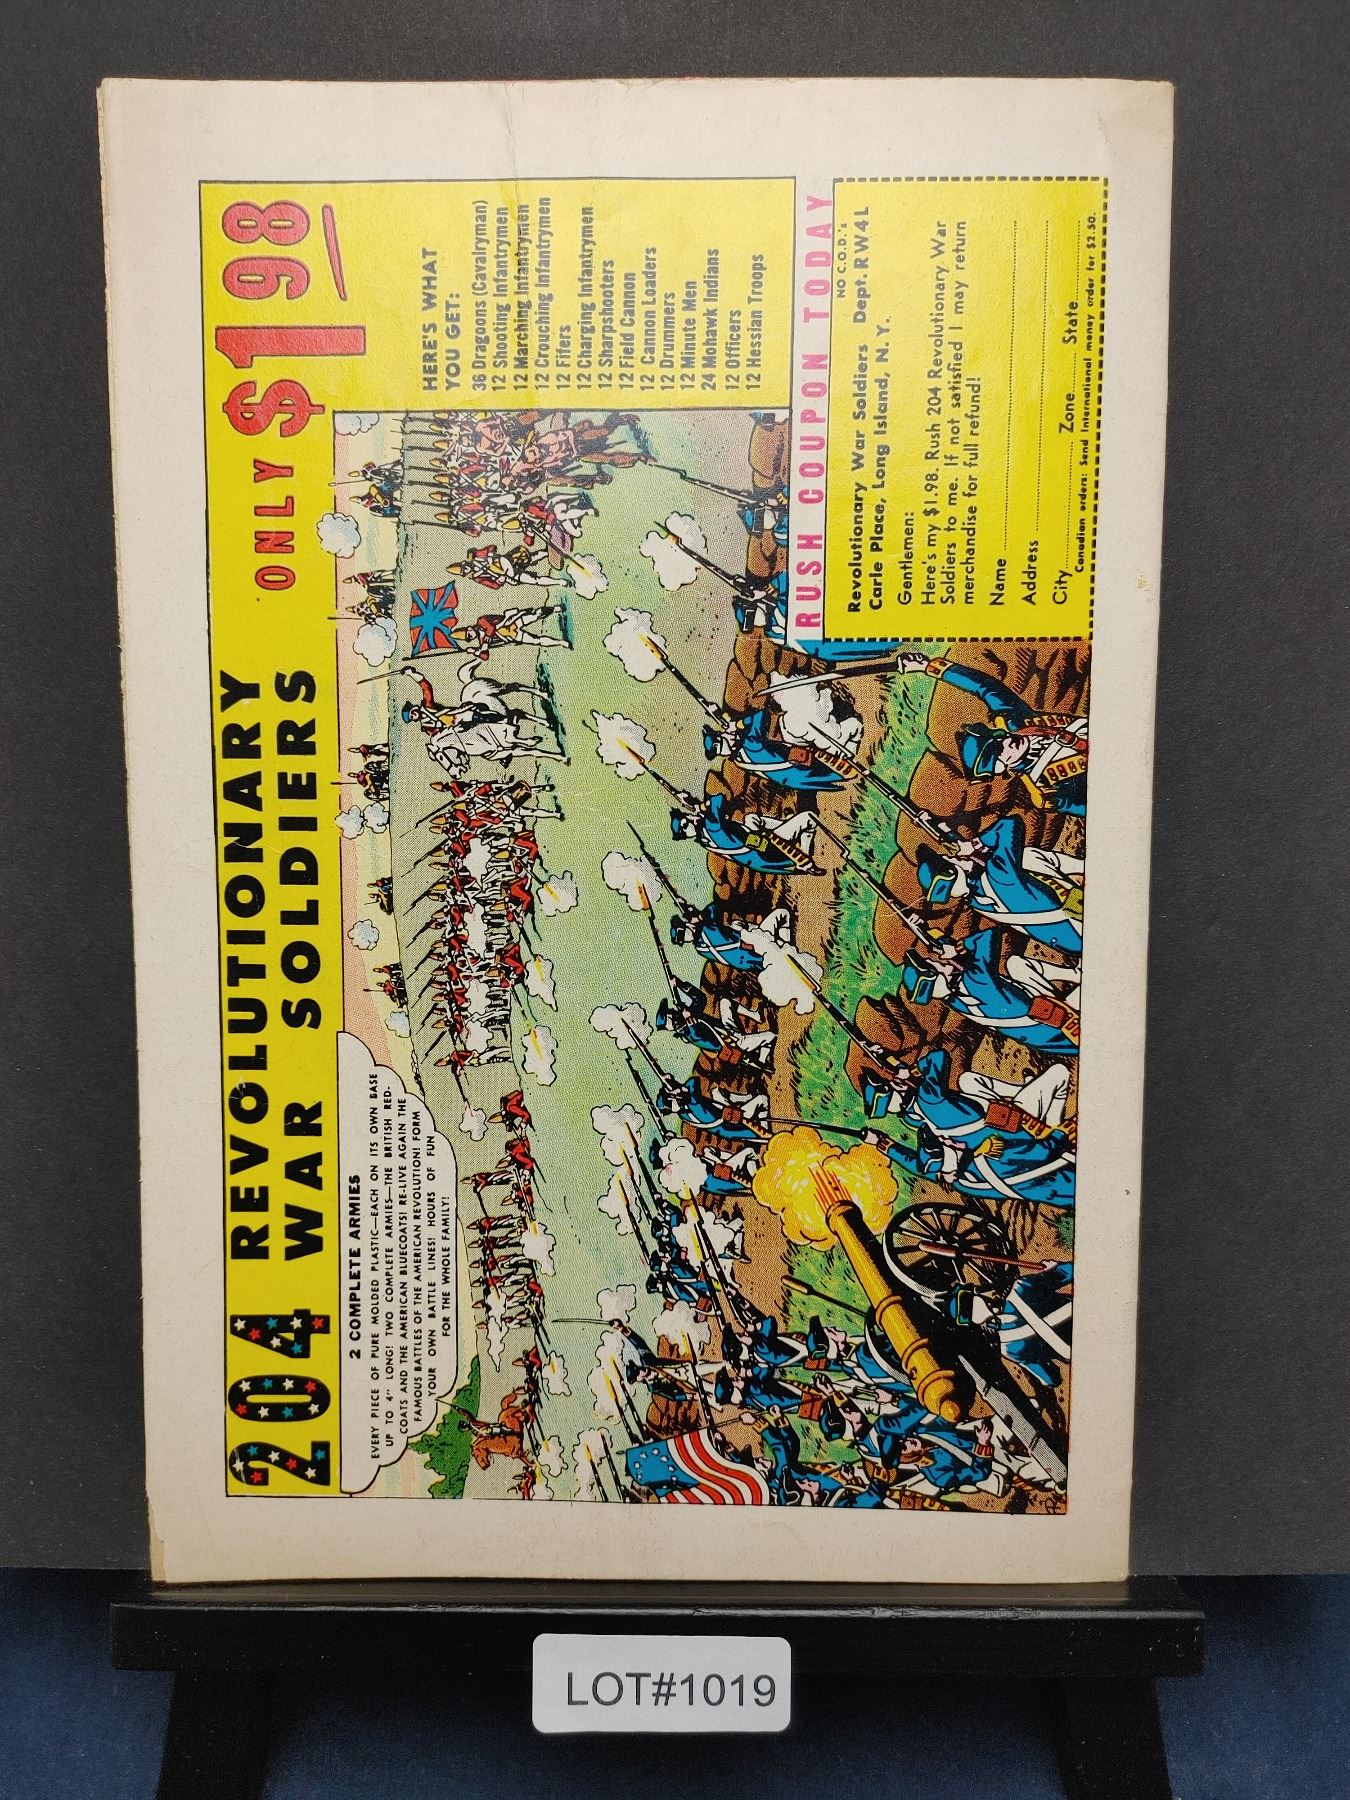 204 REVOLUTIONARY
WAR SOLDIERS
ONLY $1 98
2 COMPLETE ARMIES
EVERY PIECE OF PURE MOLDED PLASTIC—EACH ON ITS OWN BASE
UP TO 4" LONG! TWO COMPLETE ARMIES—THE BRITISH RED-
COATS AND THE AMERICAN BLUECOATS! RE-LIVE AGAIN THE
FAMOUS BATTLES OF THE AMERICAN REVOLUTION! FORM
YOUR OWN BATTLE LINES! HOURS OF FUN
FOR THE WHOLE FAMILY!
HERE'S WHAT
YOU GET:
36 Dragoons (Cavalryman)
12 Shooting Infantrymen
12 Marching Infantrymen
12 Crouching Infantrymen
12 Fifers
12 Charging Infantrymen
12 Sharpshooters
12 Field Cannon
12 Cannon Loaders
12 Drummers
12 Minute Men
24 Mohawk Indians
12 Officers
12 Hessian Troops
RUSH COUPON TODAY
NO C.O.D.'s
Revolutionary War Soldiers Dept. RW4L
Carle Place, Long Island, N. Y.
Gentlemen:
Here's my $1.98. Rush 204 Revolutionary War
Soldiers to me. If not satisfied I may return
merchandise for full refund!
Name
Address
City Zone State
Canadian orders: Send International money order for $2.50.
LOT#1019